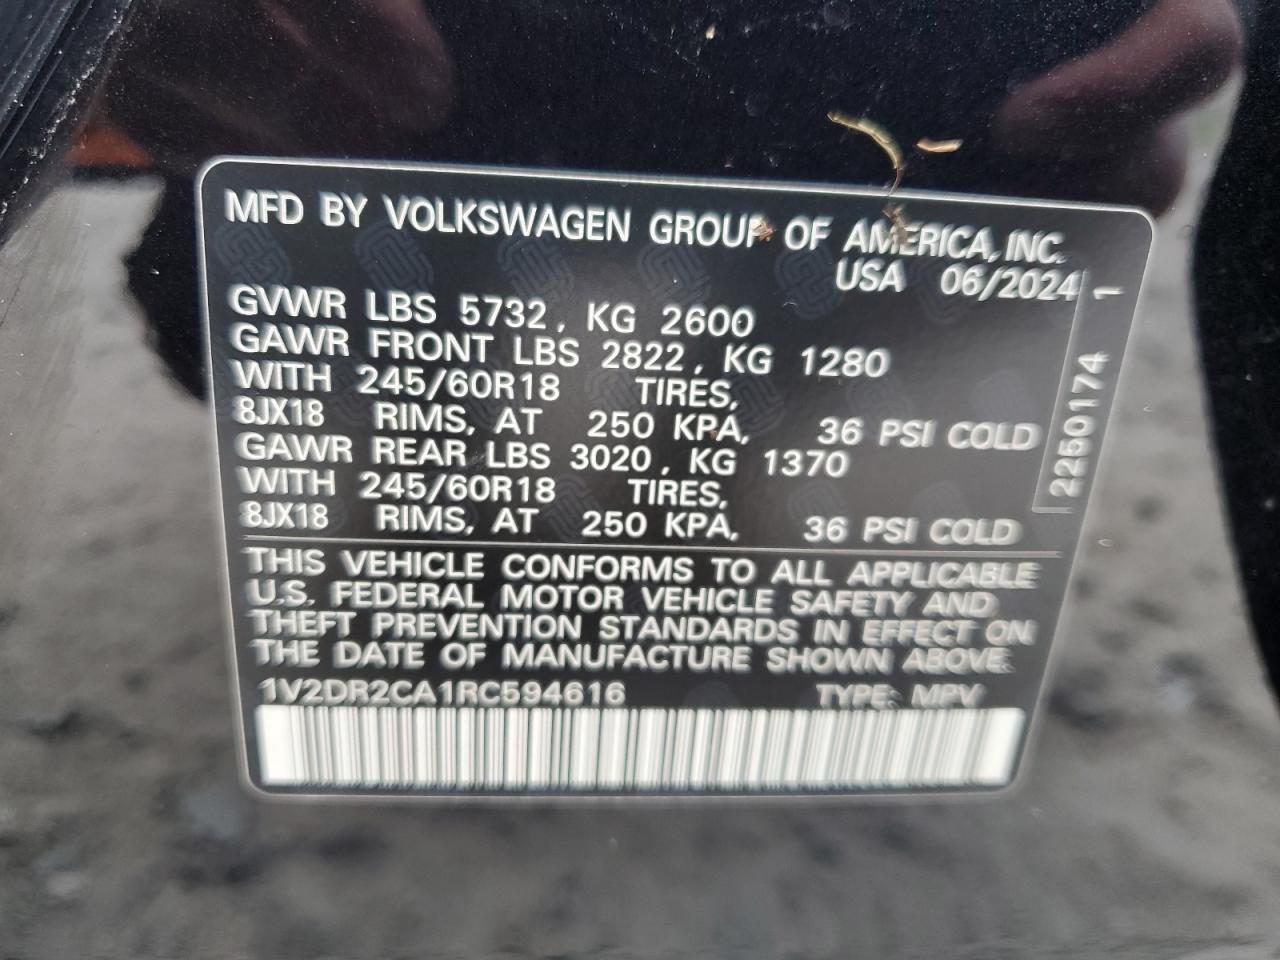 MFD BY VOLKSWAGEN GROUP OF AMERICA, INC.
USA 06/2024
GVWR LBS 5732, KG 2600
GAWR FRONT LBS 2822, KG 1280
WITH 245/60R18 TIRES,
8JX18 RIMS, AT 250 KPA, 36 PSI COLD
GAWR REAR LBS 3020, KG 1370
WITH 245/60R18 TIRES,
8JX18 RIMS, AT 250 KPA, 36 PSI COLD
2250174 1
THIS VEHICLE CONFORMS TO ALL APPLICABLE
U.S. FEDERAL MOTOR VEHICLE SAFETY AND
THEFT PREVENTION STANDARDS IN EFFECT ON
THE DATE OF MANUFACTURE SHOWN ABOVE.
1V2DR2CA1RC594616 TYPE: MPV